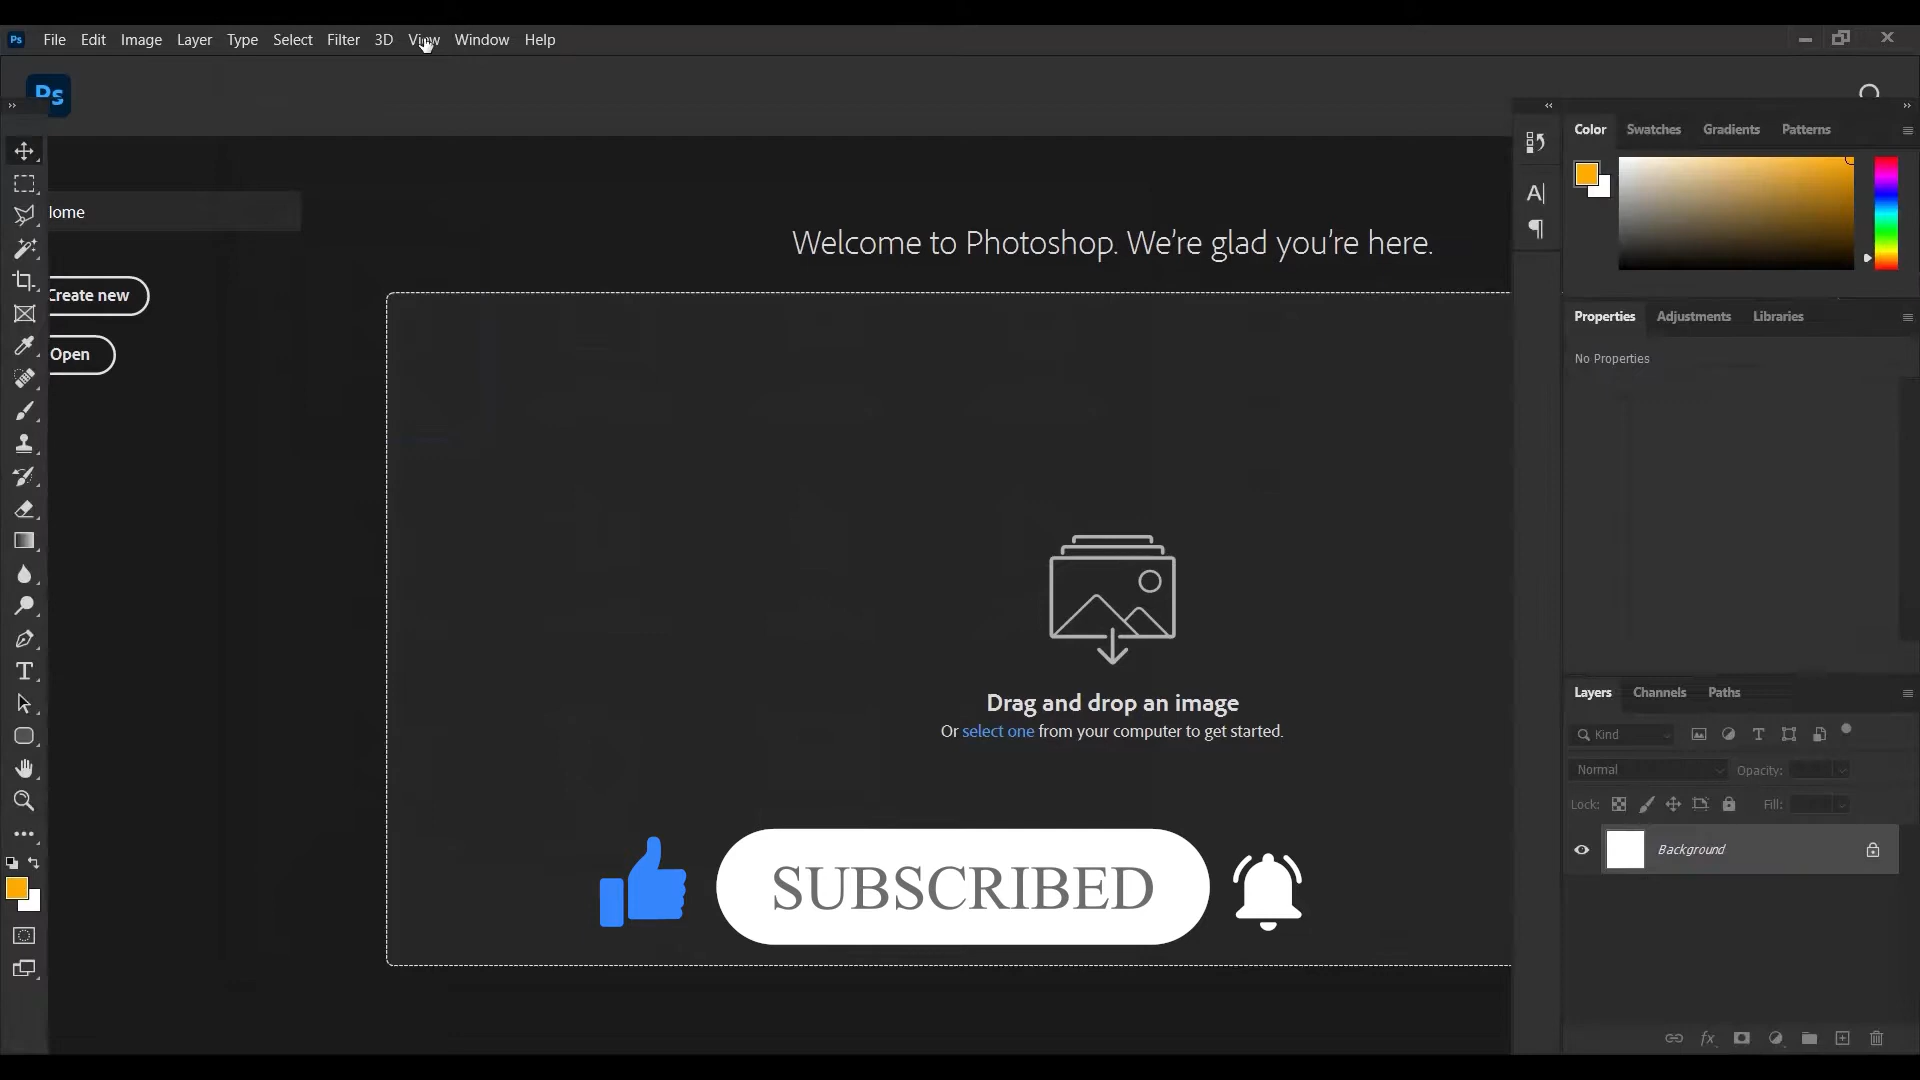 Ps File Edit Image Layer Type Select Filter 3D View Window Help
Ps
Color Swatches Gradients Patterns
lome
Welcome to Photoshop. We're glad you're here.
Create new
Open
Properties Adjustments Libraries
No Properties
Drag and drop an image
Or select one from your computer to get started.
Layers Channels Paths
Kind
Normal Opacity:
Lock: Fill:
Background
SUBSCRIBED
fx